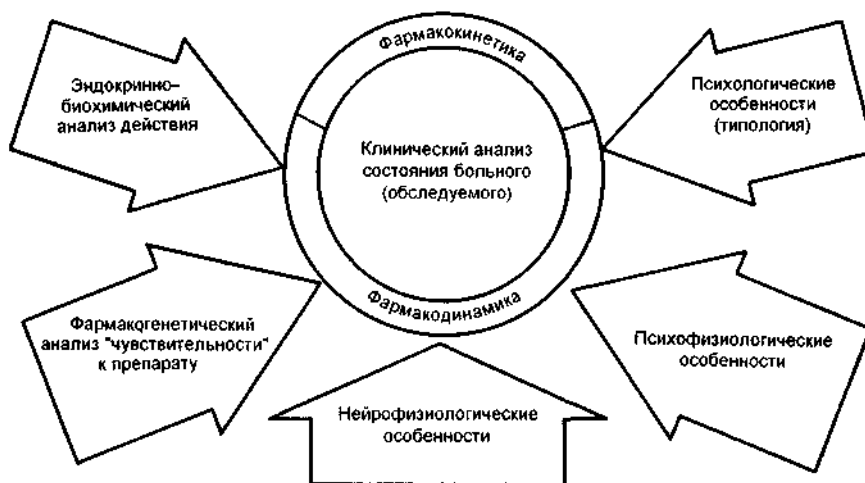 Фармакокинетика
Эндокринно-
биохимический
анализ действия
Психологические
особенности
(типология)
Клинический анализ
состояния больного
(обследуемого)
Фармакодинамика
Фармакогенетический
анализ "чувствительности"
к препарату
Психофизиологические
особенности
Нейрофизиологические
особенности